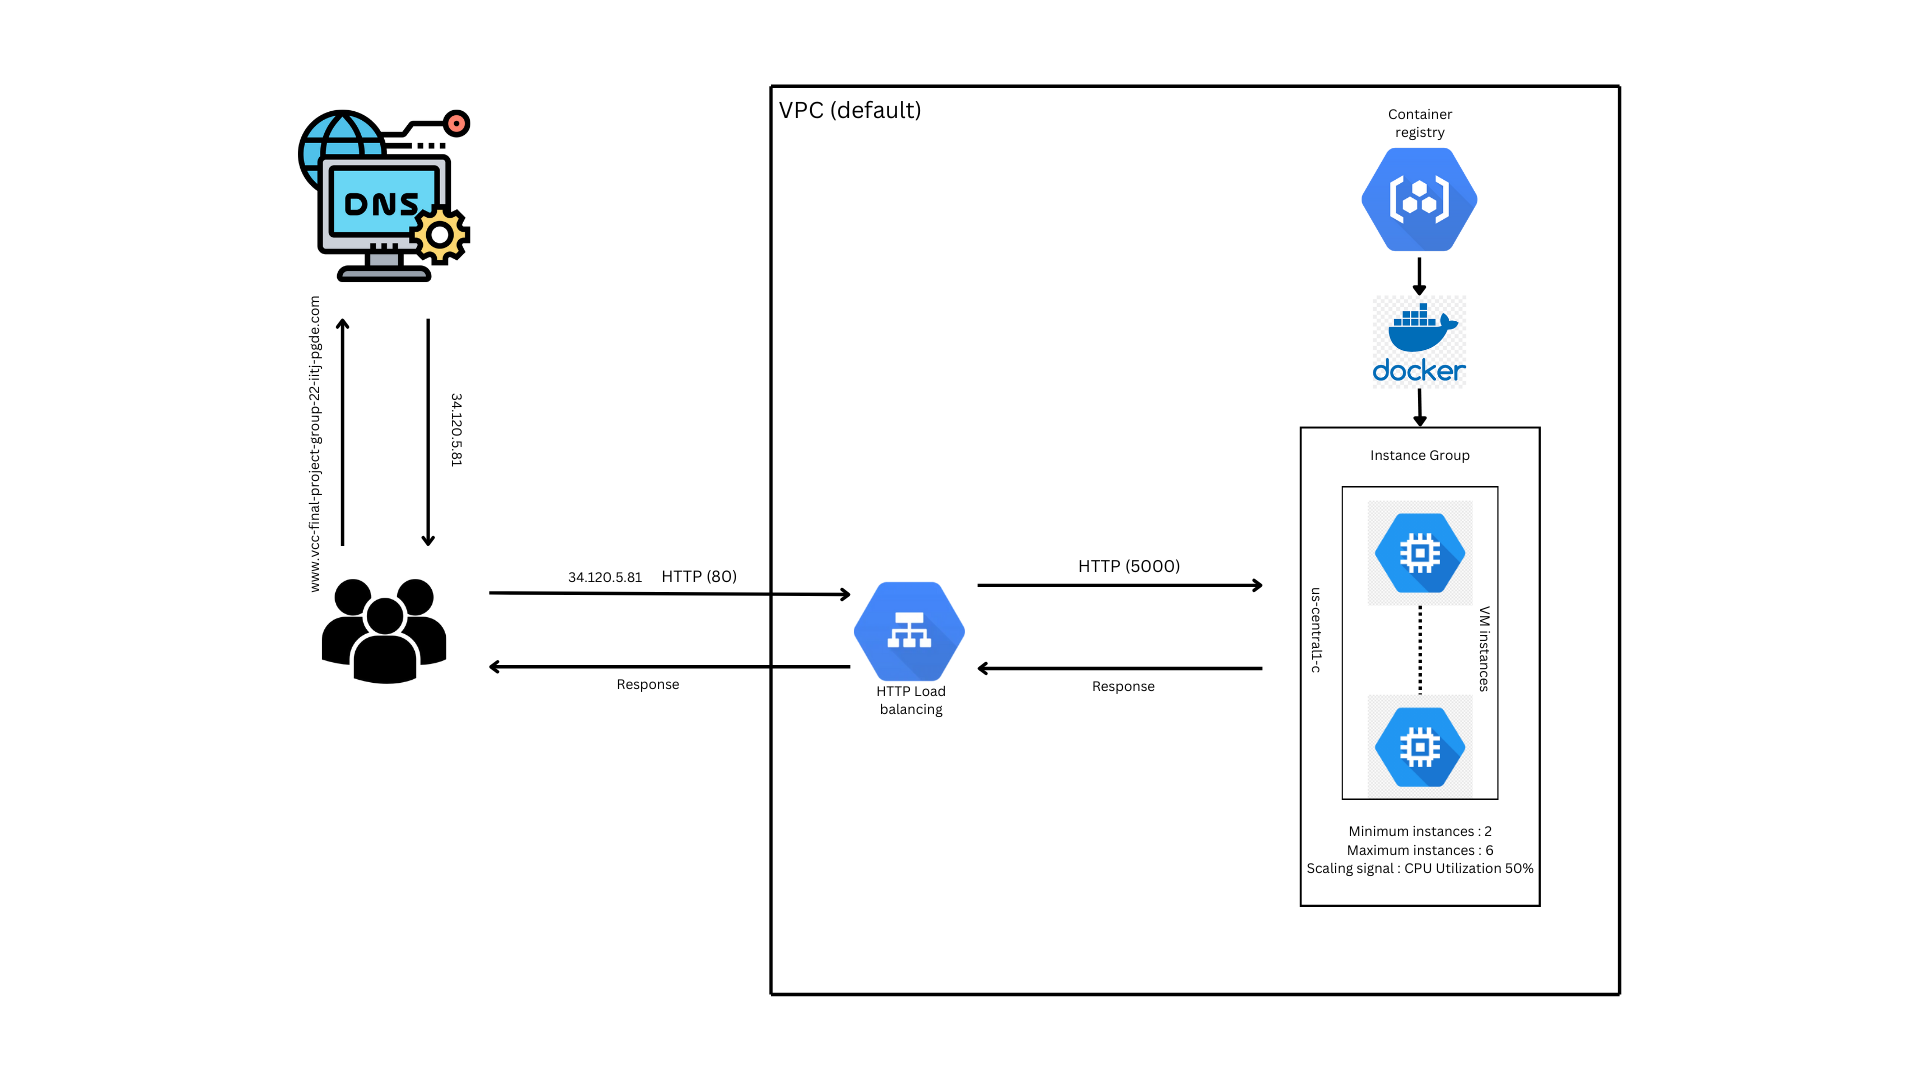 VPC (default)
Container
registry
DNS
docker
www.vcc-final-project-group-22-iitj-pgde.com
34.120.5.81
Instance Group
34.120.5.81 HTTP (80)
HTTP (5000)
us-central1-c
VM instances
Response
Response
HTTP Load
balancing
Minimum instances : 2
Maximum instances : 6
Scaling signal : CPU Utilization 50%